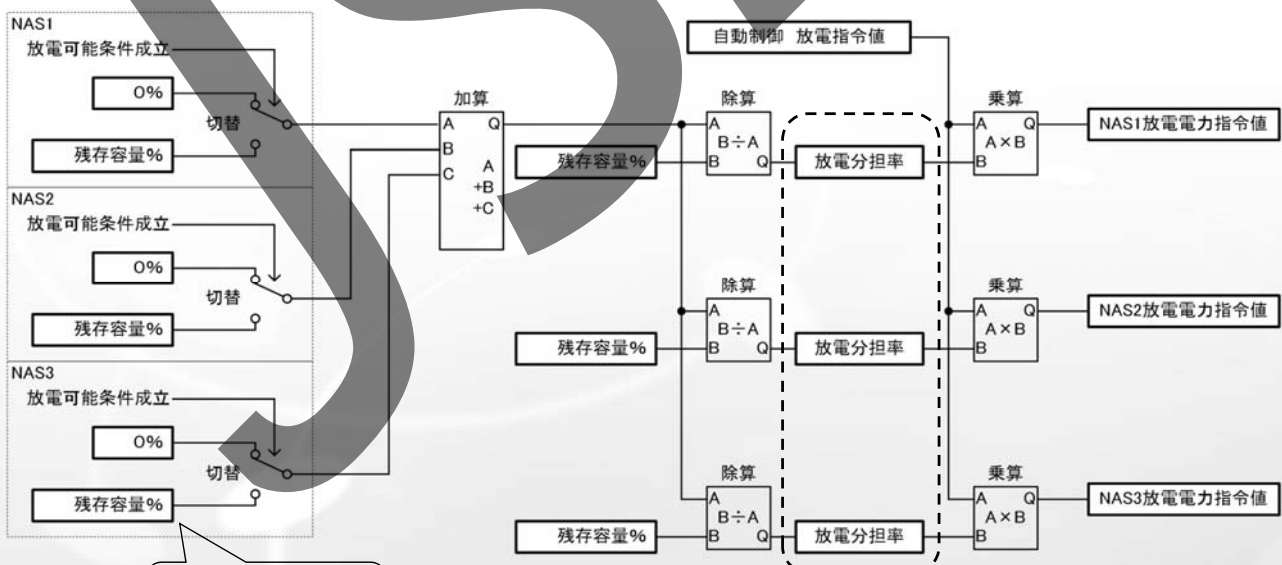 NAS1
放電可能条件成立
0%
切替
残存容量%
NAS2
放電可能条件成立
0%
切替
残存容量%
NAS3
放電可能条件成立
0%
切替
残存容量%
加算
A Q
B
C A
+B
+C
自動制御 放電指令値
除算
A
B÷A
B Q
残存容量%
放電分担率
乗算
A Q
A×B
B
NAS1放電電力指令値
除算
A
B÷A
B Q
残存容量%
放電分担率
乗算
A Q
A×B
B
NAS2放電電力指令値
除算
A
B÷A
B Q
残存容量%
放電分担率
乗算
A Q
A×B
B
NAS3放電電力指令値